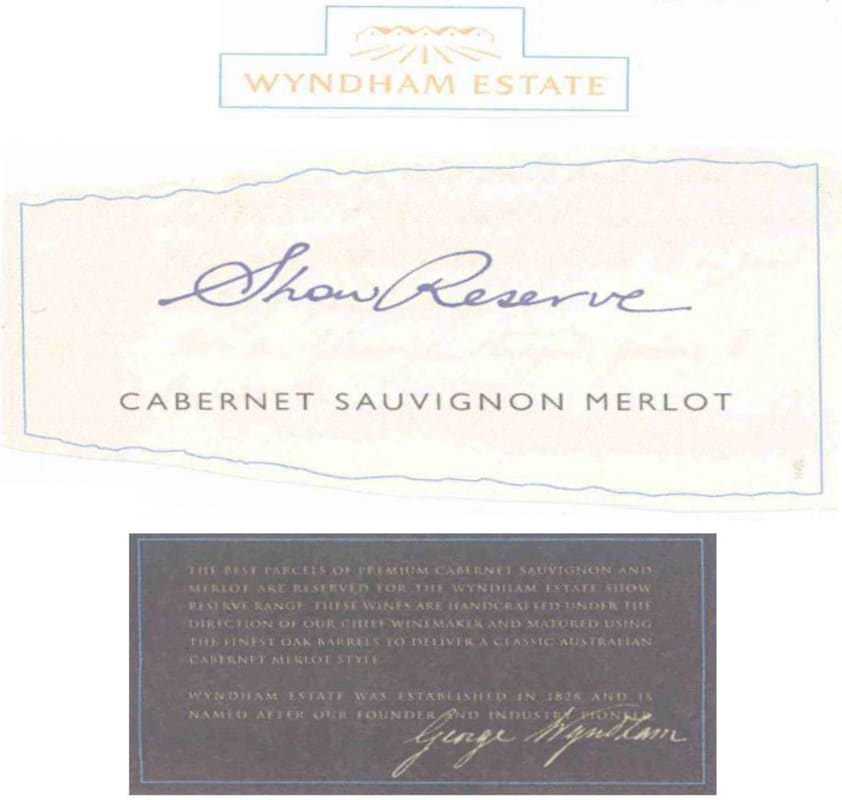 WYNDHAM ESTATE
Show Reserve
CABERNET SAUVIGNON MERLOT
THE BEST PARCELS OF PREMIUM CABERNET SAUVIGNON AND
MERLOT ARE RESERVED FOR THE WYNDHAM ESTATE SHOW
RESERVE RANGE. THESE WINES ARE HANDCRAFTED UNDER THE
DIRECTION OF OUR CHIEF WINEMAKER AND MATURED USING
THE FINEST OAK BARRELS TO DELIVER A CLASSIC AUSTRALIAN
CABERNET MERLOT STYLE
WYNDHAM ESTATE WAS ESTABLISHED IN 1828 AND IS
NAMED AFTER OUR FOUNDER AND INDUSTRY PIONEER
George Wyndham